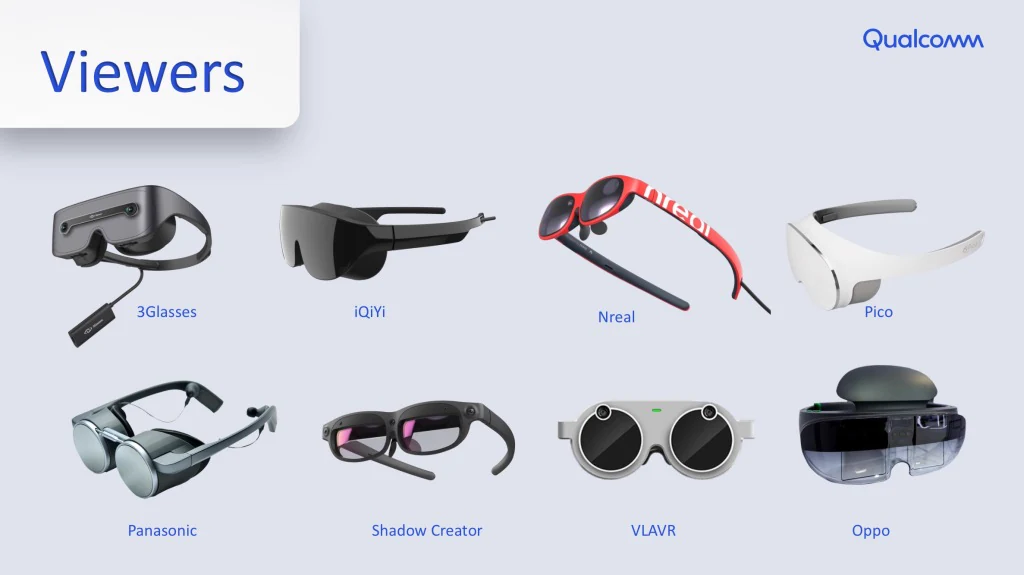 Viewers
Qualcomm
nreal
3Glasses
iQiYi
Nreal
Pico
Panasonic
Shadow Creator
VLAVR
Oppo